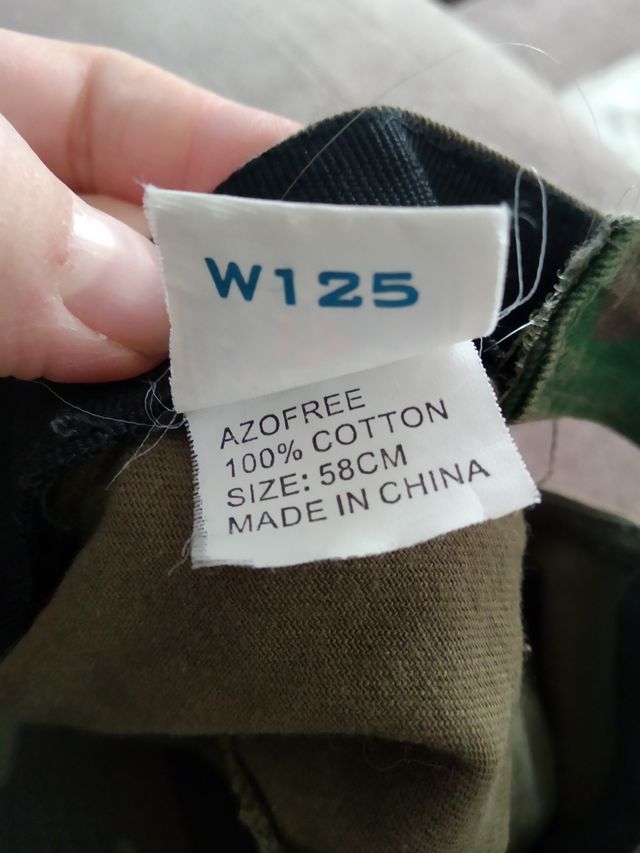 W125
AZOFREE
100% COTTON
SIZE: 58CM
MADE IN CHINA